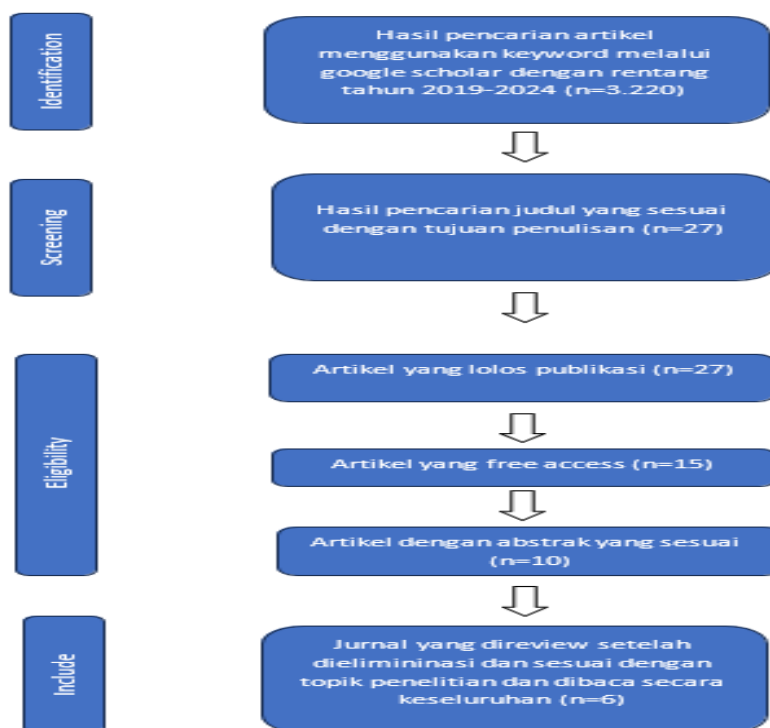 Identification
Hasil pencarian artikel
menggunakan keyword melalui
google scholar dengan rentang
tahun 2019-2024 (n=3.220)
Screening
Hasil pencarian judul yang sesuai
dengan tujuan penulisan (n=27)
Eligibility
Artikel yang lolos publikasi (n=27)
Artikel yang free access (n=15)
Artikel dengan abstrak yang sesuai
(n=10)
Include
Jurnal yang direview setelah
dielimininasi dan sesuai dengan
topik penelitian dan dibaca secara
keseluruhan (n=6)